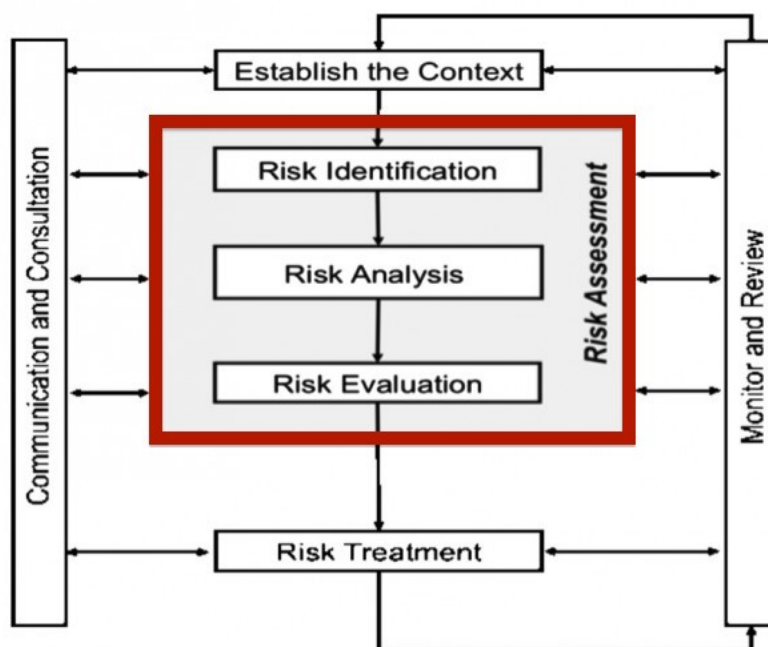 Establish the Context
Risk Identification
Risk Analysis
Risk Evaluation
Risk Assessment
Risk Treatment
Communication and Consultation
Monitor and Review